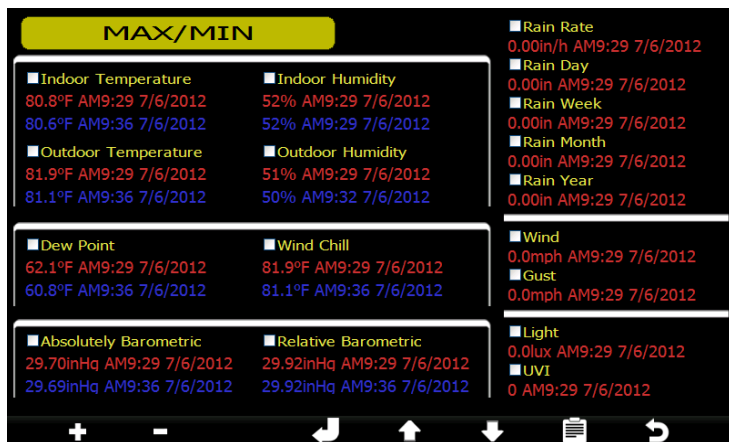 MAX/MIN
Indoor Temperature
80.8°F AM9:29 7/6/2012
80.6°F AM9:36 7/6/2012
Indoor Humidity
52% AM9:29 7/6/2012
52% AM9:29 7/6/2012
Outdoor Temperature
81.9°F AM9:29 7/6/2012
81.1°F AM9:36 7/6/2012
Outdoor Humidity
51% AM9:29 7/6/2012
50% AM9:32 7/6/2012
Dew Point
62.1°F AM9:29 7/6/2012
60.8°F AM9:36 7/6/2012
Wind Chill
81.9°F AM9:29 7/6/2012
81.1°F AM9:36 7/6/2012
Absolutely Barometric
29.70inHg AM9:29 7/6/2012
29.69inHg AM9:36 7/6/2012
Relative Barometric
29.92inHg AM9:29 7/6/2012
29.92inHg AM9:36 7/6/2012
Rain Rate
0.00in/h AM9:29 7/6/2012
Rain Day
0.00in AM9:29 7/6/2012
Rain Week
0.00in AM9:29 7/6/2012
Rain Month
0.00in AM9:29 7/6/2012
Rain Year
0.00in AM9:29 7/6/2012
Wind
0.0mph AM9:29 7/6/2012
Gust
0.0mph AM9:29 7/6/2012
Light
0.0lux AM9:29 7/6/2012
UVI
0 AM9:29 7/6/2012